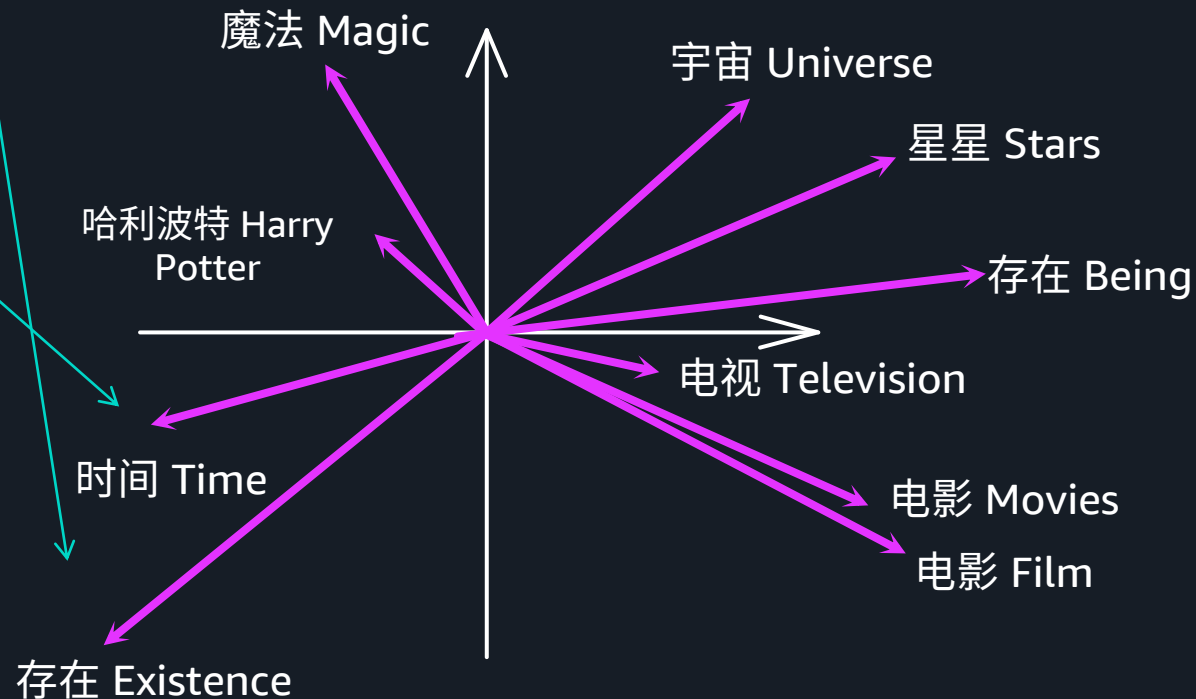 魔法 Magic
宇宙 Universe
星星 Stars
哈利波特 Harry
Potter
存在 Being
电视 Television
时间 Time
电影 Movies
电影 Film
存在 Existence